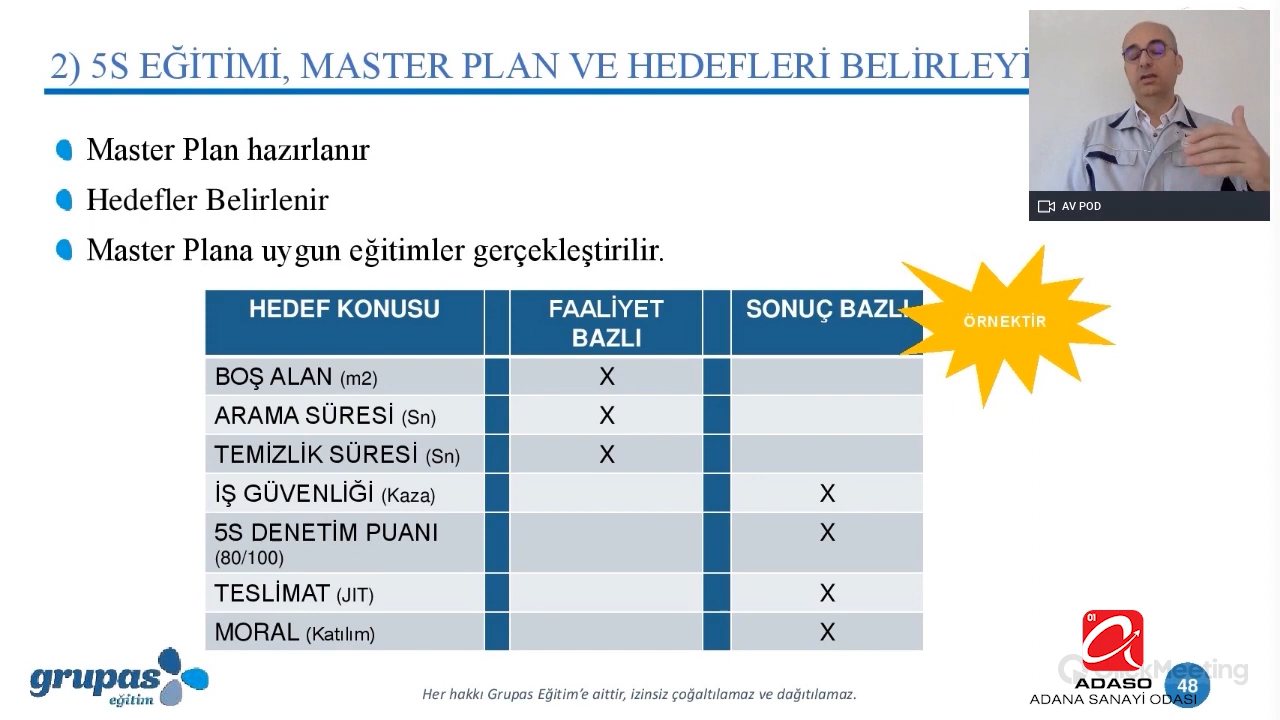 2) 5S EĞİTİMİ, MASTER PLAN VE HEDEFLERİ BELİRLEYİ
AV POD
Master Plan hazırlanır
Hedefler Belirlenir
Master Plana uygun eğitimler gerçekleştirilir.
HEDEF KONUSU FAALİYET BAZLI SONUÇ BAZLI
ÖRNEKTİR
BOŞ ALAN (m2) X
ARAMA SÜRESİ (Sn) X
TEMİZLİK SÜRESİ (Sn) X
İŞ GÜVENLİĞİ (Kaza) X
5S DENETİM PUANI X
(80/100)
TESLİMAT (JIT) X
MORAL (Katılım) X
grupas
eğitim
Her hakkı Grupas Eğitim’e aittir, izinsiz çoğaltılamaz ve dağıtılamaz.
01
ClickMeeting
ADASO
48
ADANA SANAYİ ODASI